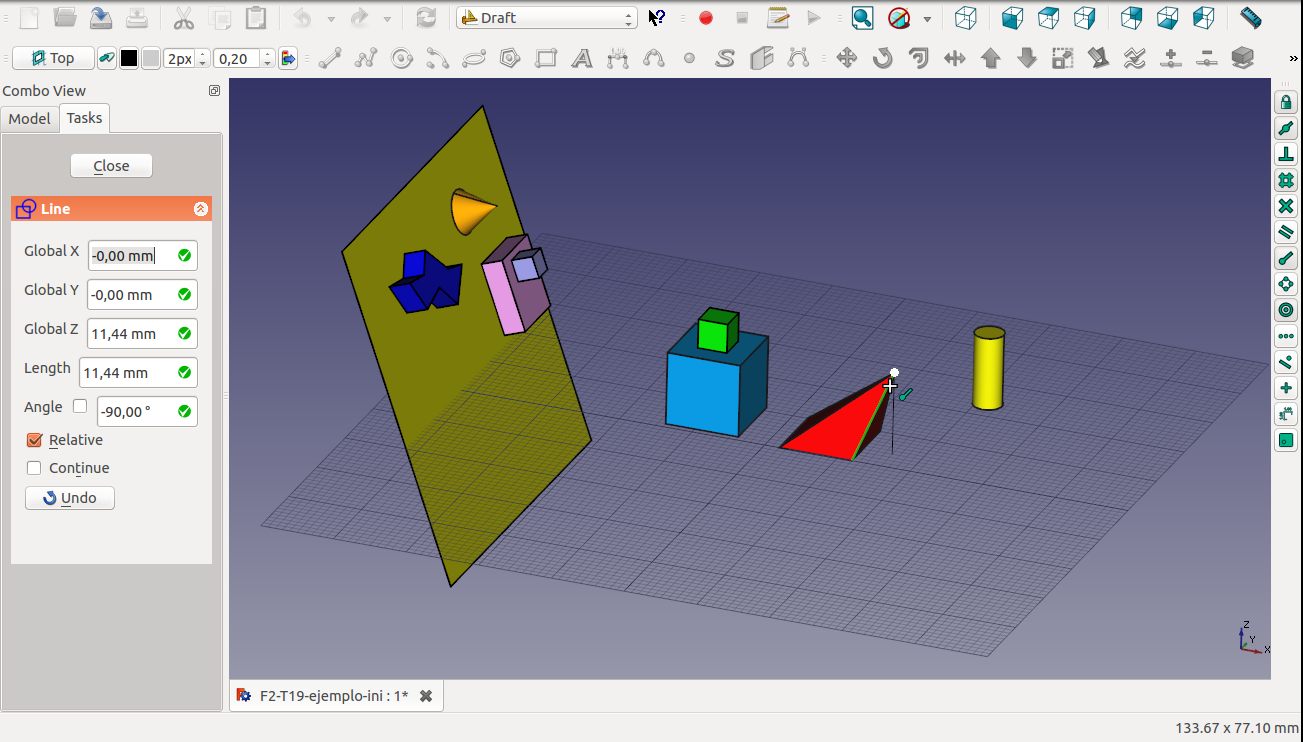 Draft
Top
2px
0,20
»
Combo View
Model
Tasks
Close
Line
Global X
-0,00 mm
Global Y
-0,00 mm
Global Z
11,44 mm
Length
11,44 mm
Angle
-90,00 °
Relative
Continue
Undo
Z
Y
X
F2-T19-ejemplo-ini : 1*
133.67 x 77.10 mm